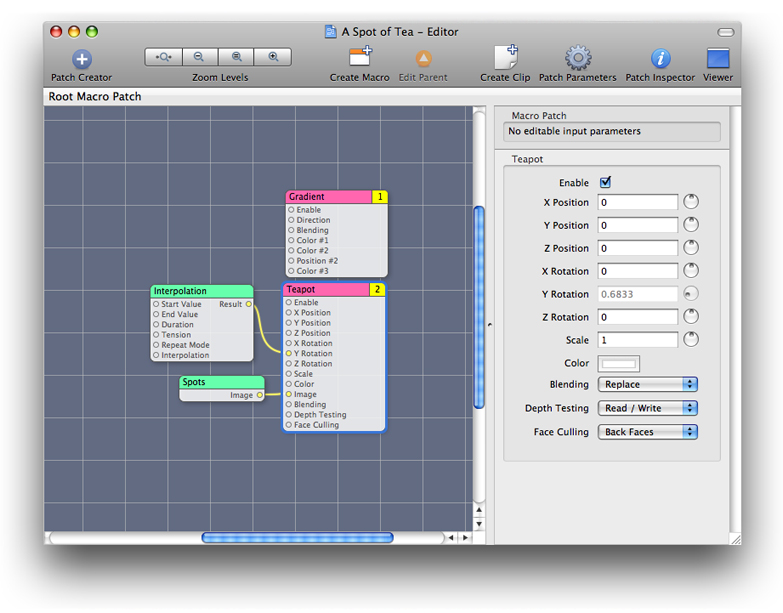 A Spot of Tea – Editor
Patch Creator
Zoom Levels
Create Macro
Edit Parent
Create Clip
Patch Parameters
Patch Inspector
Viewer
Root Macro Patch
Gradient 1
Enable
Direction
Blending
Color #1
Color #2
Position #2
Color #3
Interpolation
Start Value Result
End Value
Duration
Tension
Repeat Mode
Interpolation
Spots
Image
Teapot 2
Enable
X Position
Y Position
Z Position
X Rotation
Y Rotation
Z Rotation
Scale
Color
Image
Blending
Depth Testing
Face Culling
Macro Patch
No editable input parameters
Teapot
Enable
X Position 0
Y Position 0
Z Position 0
X Rotation 0
Y Rotation 0.6833
Z Rotation 0
Scale 1
Color
Blending Replace
Depth Testing Read / Write
Face Culling Back Faces